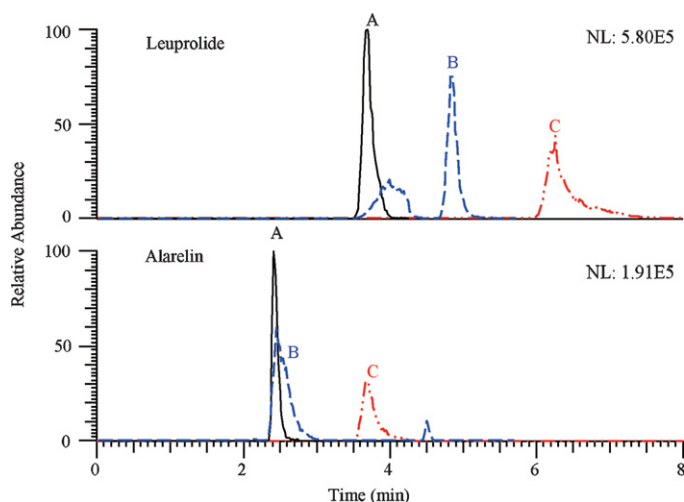 Leuprolide
A
B
C
NL: 5.80E5
100
50
0
Relative Abundance
Alarelin
A
B
C
NL: 1.91E5
100
50
0
0 2 4 6 8
Time (min)